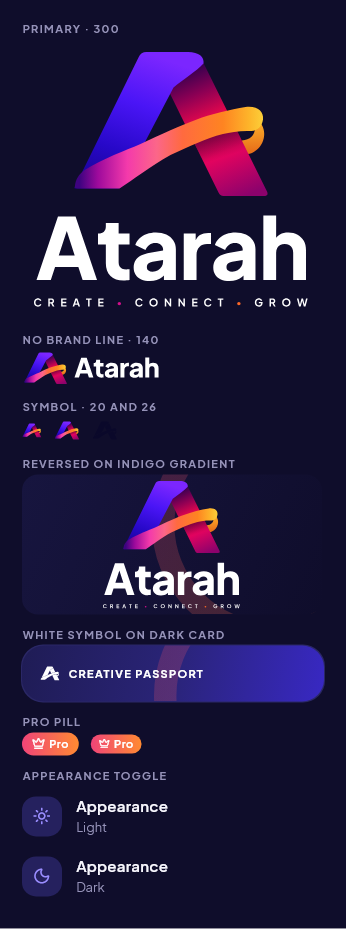 PRIMARY · 300
Atarah
CREATE • CONNECT • GROW
NO BRAND LINE · 140
Atarah
SYMBOL · 20 AND 26
REVERSED ON INDIGO GRADIENT
Atarah
CREATE • CONNECT • GROW
WHITE SYMBOL ON DARK CARD
CREATIVE PASSPORT
PRO PILL
Pro Pro
APPEARANCE TOGGLE
Appearance
Light
Appearance
Dark